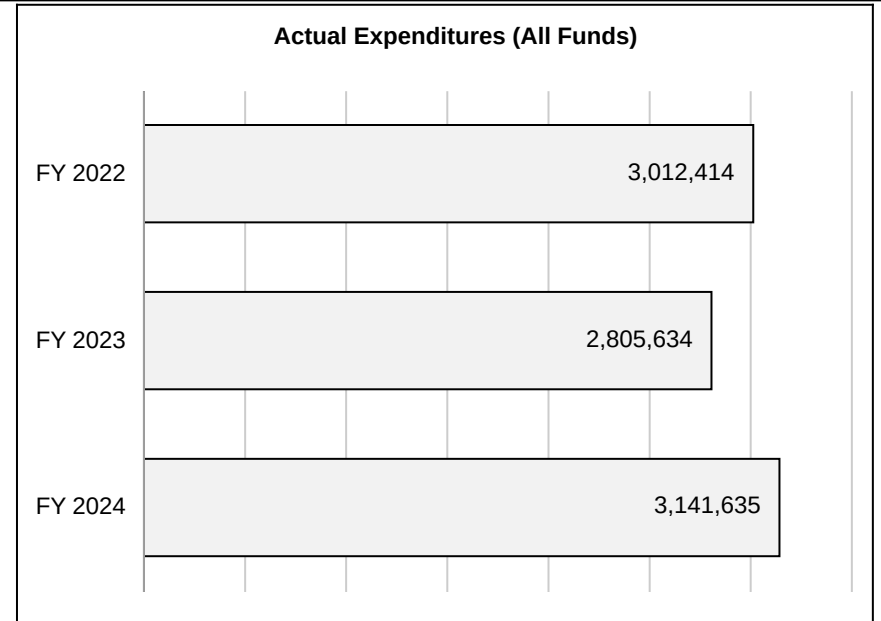 Actual Expenditures (All Funds)
FY 2022
3,012,414
FY 2023
2,805,634
FY 2024
3,141,635